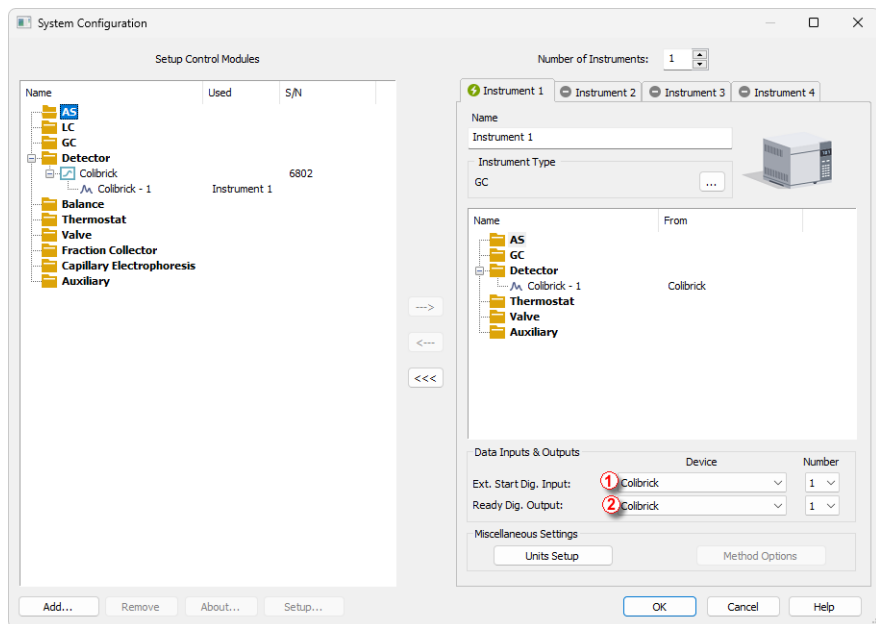 System Configuration
Setup Control Modules
Number of Instruments: 1
Name Used S/N
AS
LC
GC
Detector
Colibrick 6802
Colibrick - 1 Instrument 1
Balance
Thermostat
Valve
Fraction Collector
Capillary Electrophoresis
Auxiliary
--->
<---
<<<
Add... Remove About... Setup...
Instrument 1 Instrument 2 Instrument 3 Instrument 4
Name
Instrument 1
Instrument Type
GC ...
Name From
AS
GC
Detector
Colibrick - 1 Colibrick
Thermostat
Valve
Auxiliary
Data Inputs & Outputs
Device Number
Ext. Start Dig. Input: 1 Colibrick 1
Ready Dig. Output: 2 Colibrick 1
Miscellaneous Settings
Units Setup Method Options
OK Cancel Help